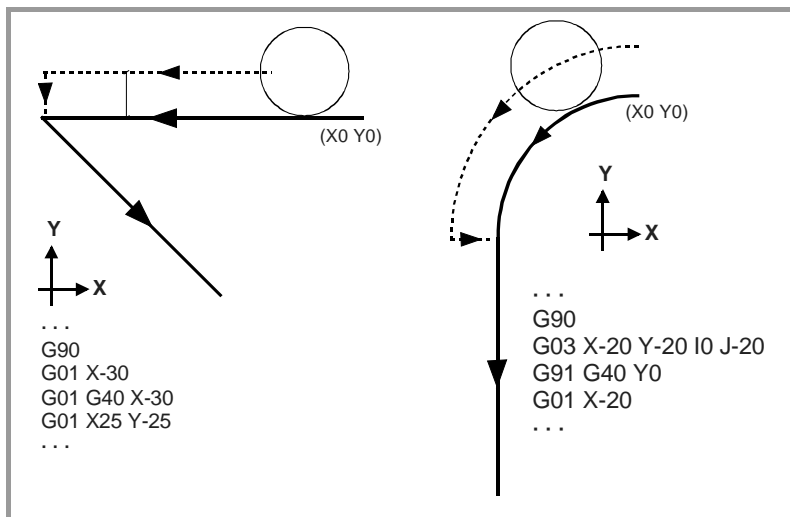 (X0 Y0)
Y
X
. . .
G90
G01 X-30
G01 G40 X-30
G01 X25 Y-25
. . .
(X0 Y0)
Y
X
. . .
G90
G03 X-20 Y-20 I0 J-20
G91 G40 Y0
G01 X-20
. . .